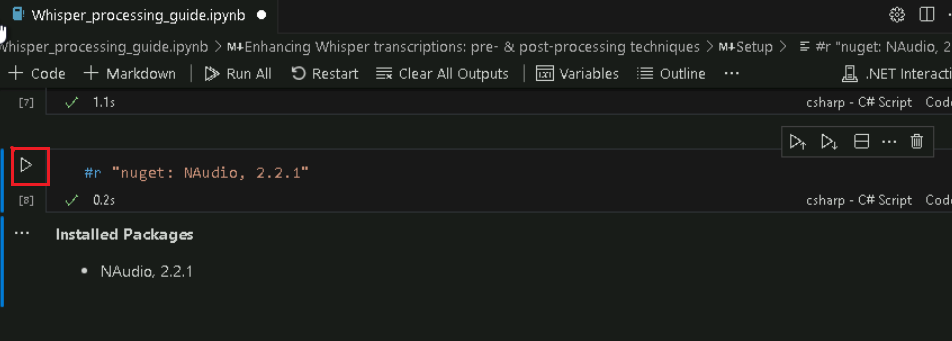 Whisper_processing_guide.ipynb
Whisper_processing_guide.ipynb > M↓Enhancing Whisper transcriptions: pre- & post-processing techniques > M↓Setup > #r "nuget: NAudio, 2
+ Code + Markdown | Run All Restart Clear All Outputs | Variables Outline ... .NET Interacti
[7] ✓ 1.1s csharp - C# Script Code
#r "nuget: NAudio, 2.2.1"
[8] ✓ 0.2s csharp - C# Script Code
... Installed Packages
• NAudio, 2.2.1